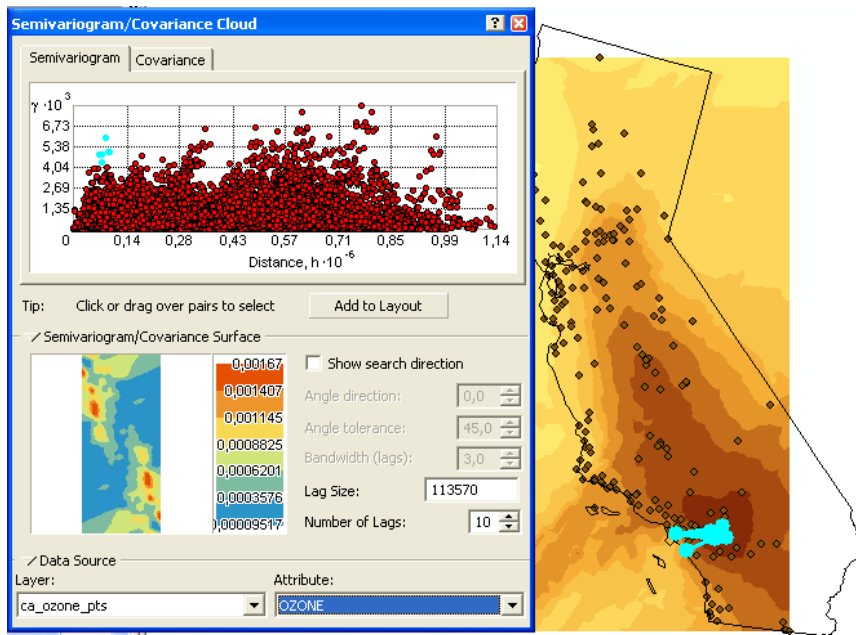 Semivariogram/Covariance Cloud
Semivariogram Covariance
γ·10³
6,73
5,38
4,04
2,69
1,35
0 0,14 0,28 0,43 0,57 0,71 0,85 0,99 1,14
Distance, h·10⁻⁶
Tip: Click or drag over pairs to select Add to Layout
Semivariogram/Covariance Surface
0,00167
0,001407
0,001145
0,0008825
0,0006201
0,0003576
0,00009517
Show search direction
Angle direction: 0,0
Angle tolerance: 45,0
Bandwidth (lags): 3,0
Lag Size: 113570
Number of Lags: 10
Data Source
Layer: Attribute:
ca_ozone_pts OZONE